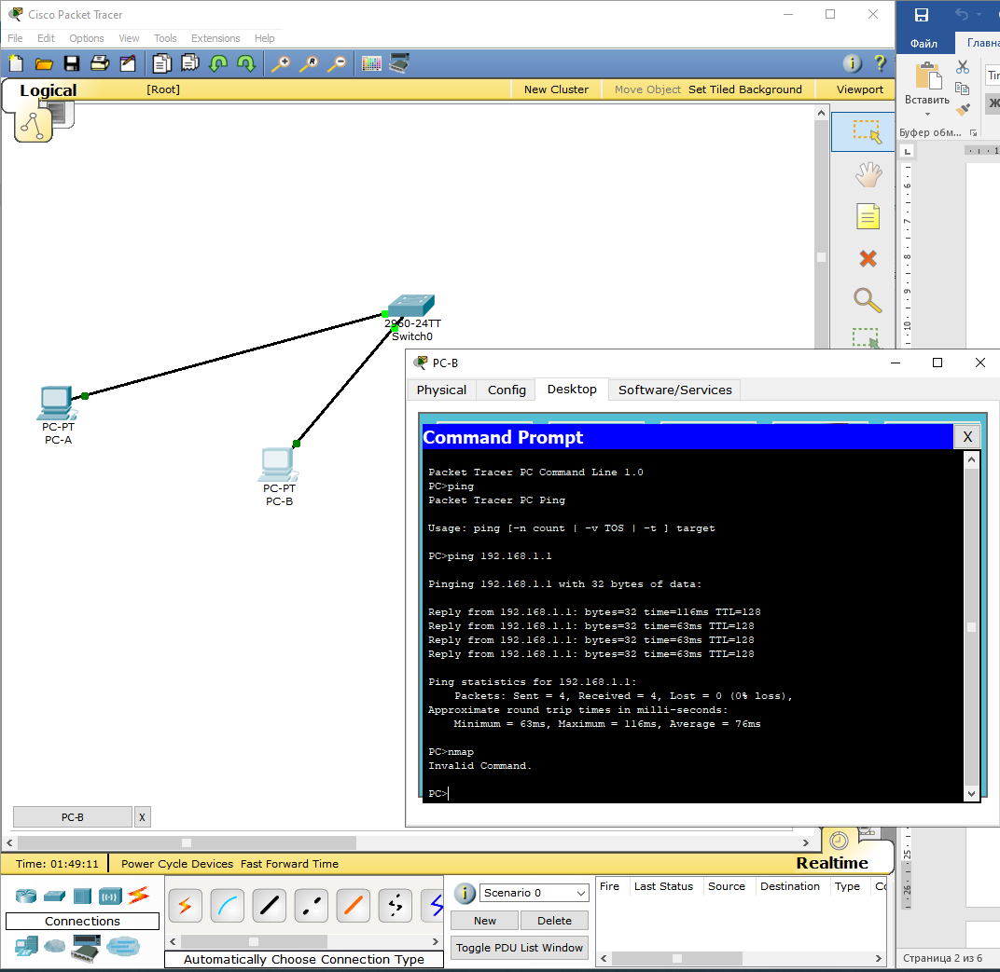 Cisco Packet Tracer
File Edit Options View Tools Extensions Help
Logical
[Root]
New Cluster
Move Object
Set Tiled Background
Viewport
2960-24TT
Switch0
PC-PT
PC-A
PC-PT
PC-B
PC-B
Physical Config Desktop Software/Services
Command Prompt
X
Packet Tracer PC Command Line 1.0
PC>ping
Packet Tracer PC Ping
Usage: ping [-n count | -v TOS | -t ] target
PC>ping 192.168.1.1
Pinging 192.168.1.1 with 32 bytes of data:
Reply from 192.168.1.1: bytes=32 time=116ms TTL=128
Reply from 192.168.1.1: bytes=32 time=63ms TTL=128
Reply from 192.168.1.1: bytes=32 time=63ms TTL=128
Reply from 192.168.1.1: bytes=32 time=63ms TTL=128
Ping statistics for 192.168.1.1:
Packets: Sent = 4, Received = 4, Lost = 0 (0% loss),
Approximate round trip times in milli-seconds:
Minimum = 63ms, Maximum = 116ms, Average = 76ms
PC>nmap
Invalid Command.
PC>
PC-B X
Time: 01:49:11
Power Cycle Devices Fast Forward Time
Realtime
Connections
Automatically Choose Connection Type
Scenario 0
New
Delete
Toggle PDU List Window
Fire Last Status Source Destination Type Co
Файл
Главна
Вставить
Tin
Ж
Буфер обм...
L
1
6
7
8
9
10
25
26
Страница 2 из 6